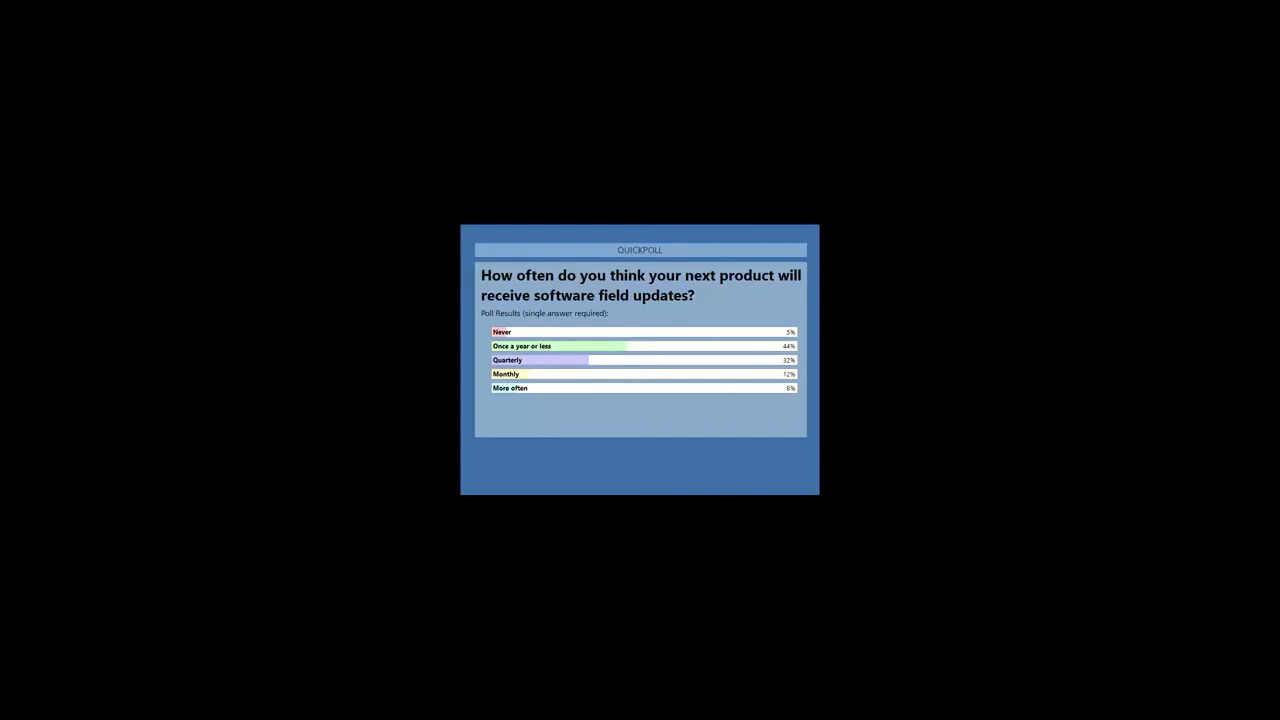 QUICKPOLL
How often do you think your next product will
receive software field updates?
Poll Results (single answer required):
Never 5%
Once a year or less 44%
Quarterly 32%
Monthly 12%
More often 8%